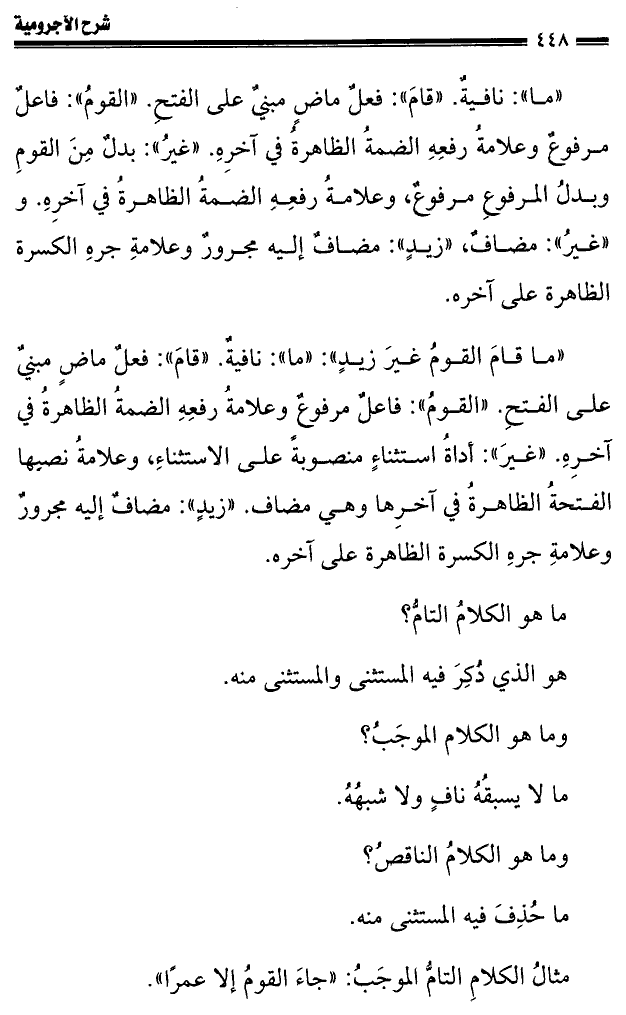 شرح الآجرومية
٤٤٨
«ما»: نافيةٌ. «قامَ»: فعلٌ ماضٍ مبنيٌ على الفتحِ. «القومُ»: فاعلٌ
مرفوعٌ وعلامةُ رفعِهِ الضمةُ الظاهرةُ في آخرِهِ. «غيرُ»: بدلٌ مِنَ القومِ
وبدلُ المرفوعِ مرفوعٌ، وعلامةُ رفعِهِ الضمةُ الظاهرةُ في آخرِهِ. و
«غيرُ»: مضافٌ، «زيدٍ»: مضافٌ إليه مجرورٌ وعلامةِ جرهِ الكسرة
الظاهرة على آخره.
«ما قامَ القومُ غيرَ زيدٍ»: «ما»: نافيةٌ. «قامَ»: فعلٌ ماضٍ مبنيٌ
على الفتحِ. «القومُ»: فاعلٌ مرفوعٌ وعلامةُ رفعِهِ الضمةُ الظاهرةُ في
آخرِهِ. «غيرَ»: أداةُ استثناءٍ منصوبةً على الاستثناءِ، وعلامةُ نصبِها
الفتحةُ الظاهرةُ في آخرِها وهي مضاف. «زيدٍ»: مضافٌ إليه مجرورٌ
وعلامةِ جرهِ الكسرة الظاهرة على آخره.
ما هو الكلامُ التامُّ؟
هو الذي ذُكِرَ فيه المستثنى والمستثنى منه.
وما هو الكلام الموجَبُ؟
ما لا يسبقُهُ نافٍ ولا شبهُهُ.
وما هو الكلامُ الناقصُ؟
ما حُذِفَ فيه المستثنى منه.
مثالُ الكلامِ التامُّ الموجَبُ: «جاءَ القومُ إلا عمرًا».